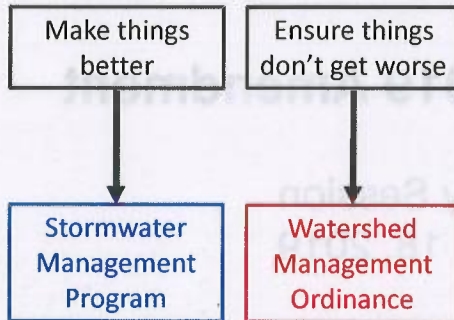 Make things
better
Ensure things
don't get worse
Stormwater
Management
Program
Watershed
Management
Ordinance